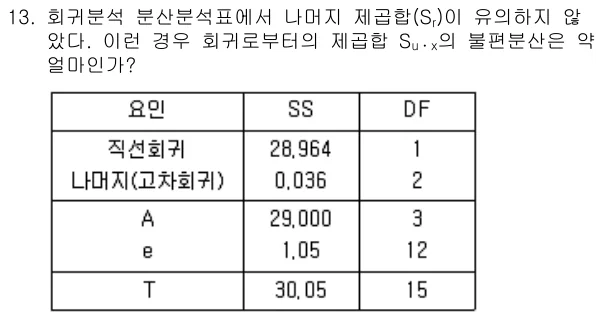 13. 회귀분석 분산분석표에서 나머지 제곱합(Sᵣ)이 유의하지 않
았다. 이런 경우 회귀로부터의 제곱합 Sᵤ.ₓ의 불편분산은 약
얼마인가?
요인 SS DF
직선회귀 28,964 1
나머지(고차회귀) 0.036 2
A 29,000 3
e 1.05 12
T 30.05 15